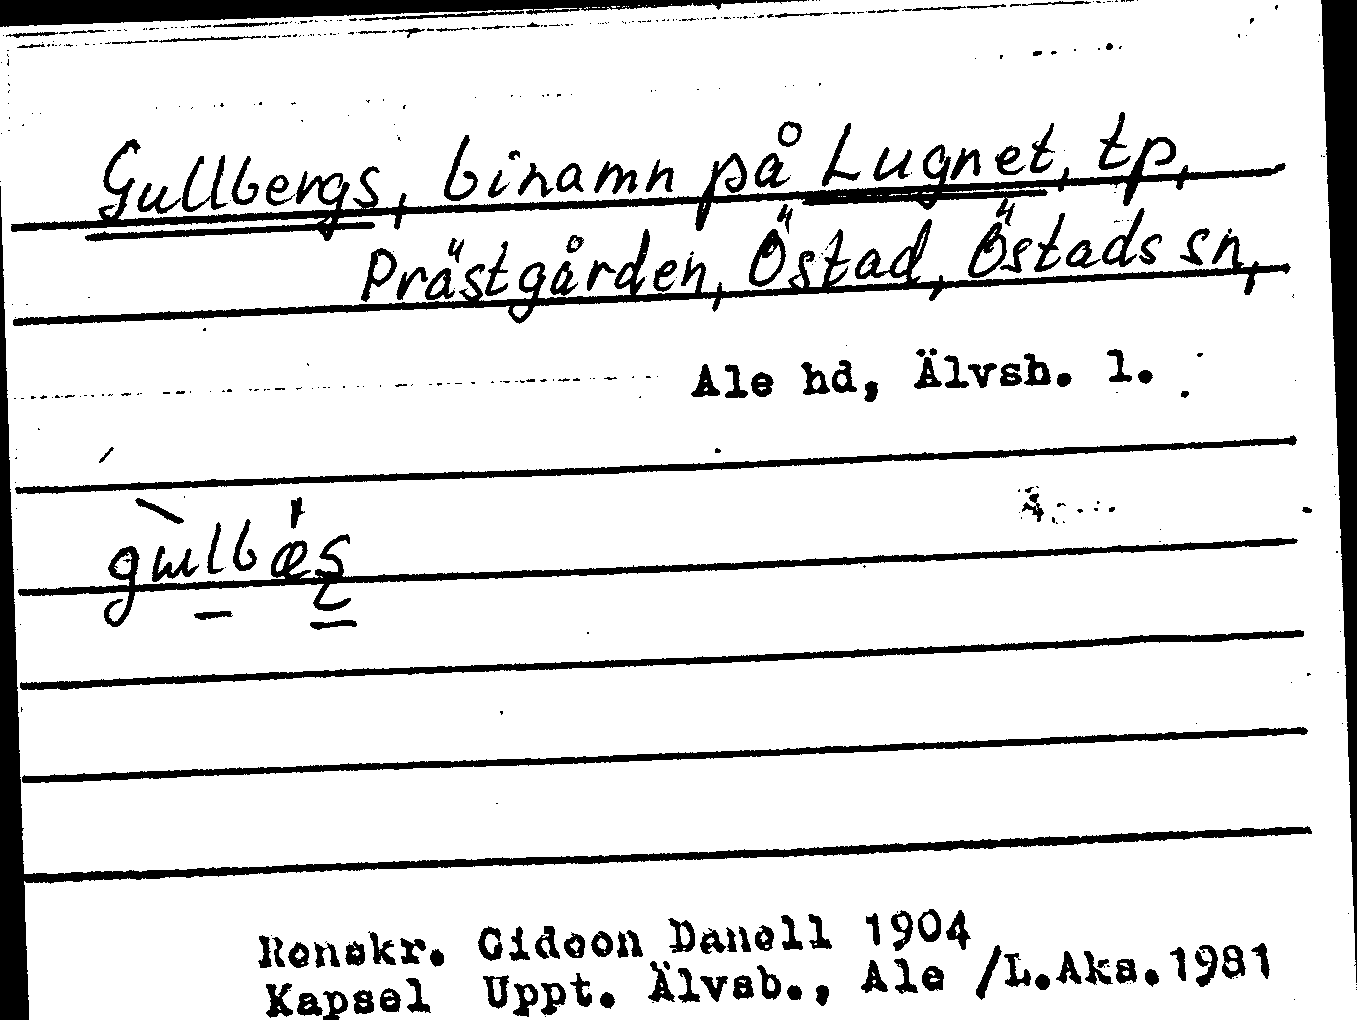 Gullbergs, binamn på Lugnet, tp,
Prästgården, Östad, Östads sn,
Ale hd, Älvsb. l.
Renskr. Gideon Danell 1904
Kapsel Uppt. Älvsb., Ale /L.Aks.1981